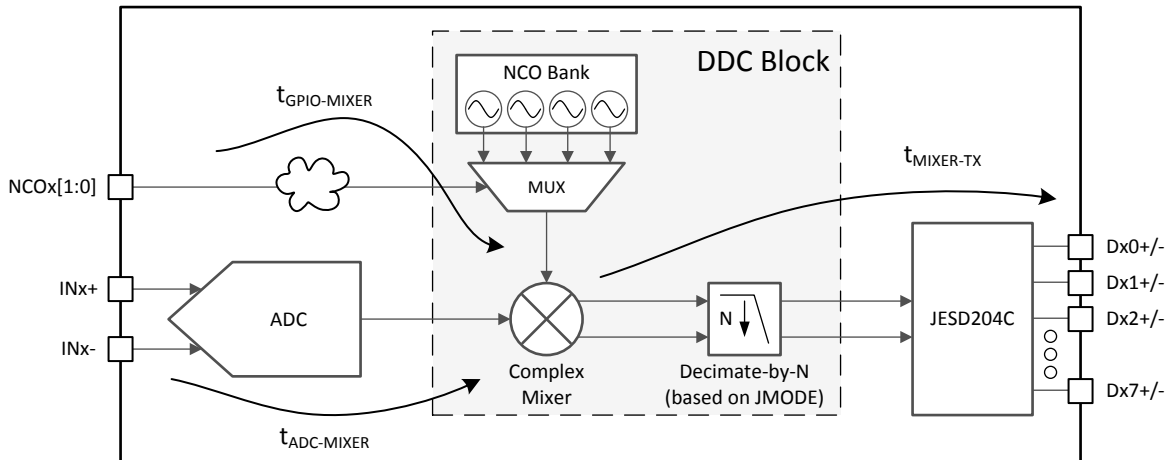 NCO Bank
DDC Block
tGPIO-MIXER
tMIXER-TX
NCOx[1:0]
MUX
Dx0+/-
INx+
Dx1+/-
ADC
N
JESD204C
Dx2+/-
INx-
Complex
Mixer
Decimate-by-N
(based on JMODE)
Dx7+/-
tADC-MIXER